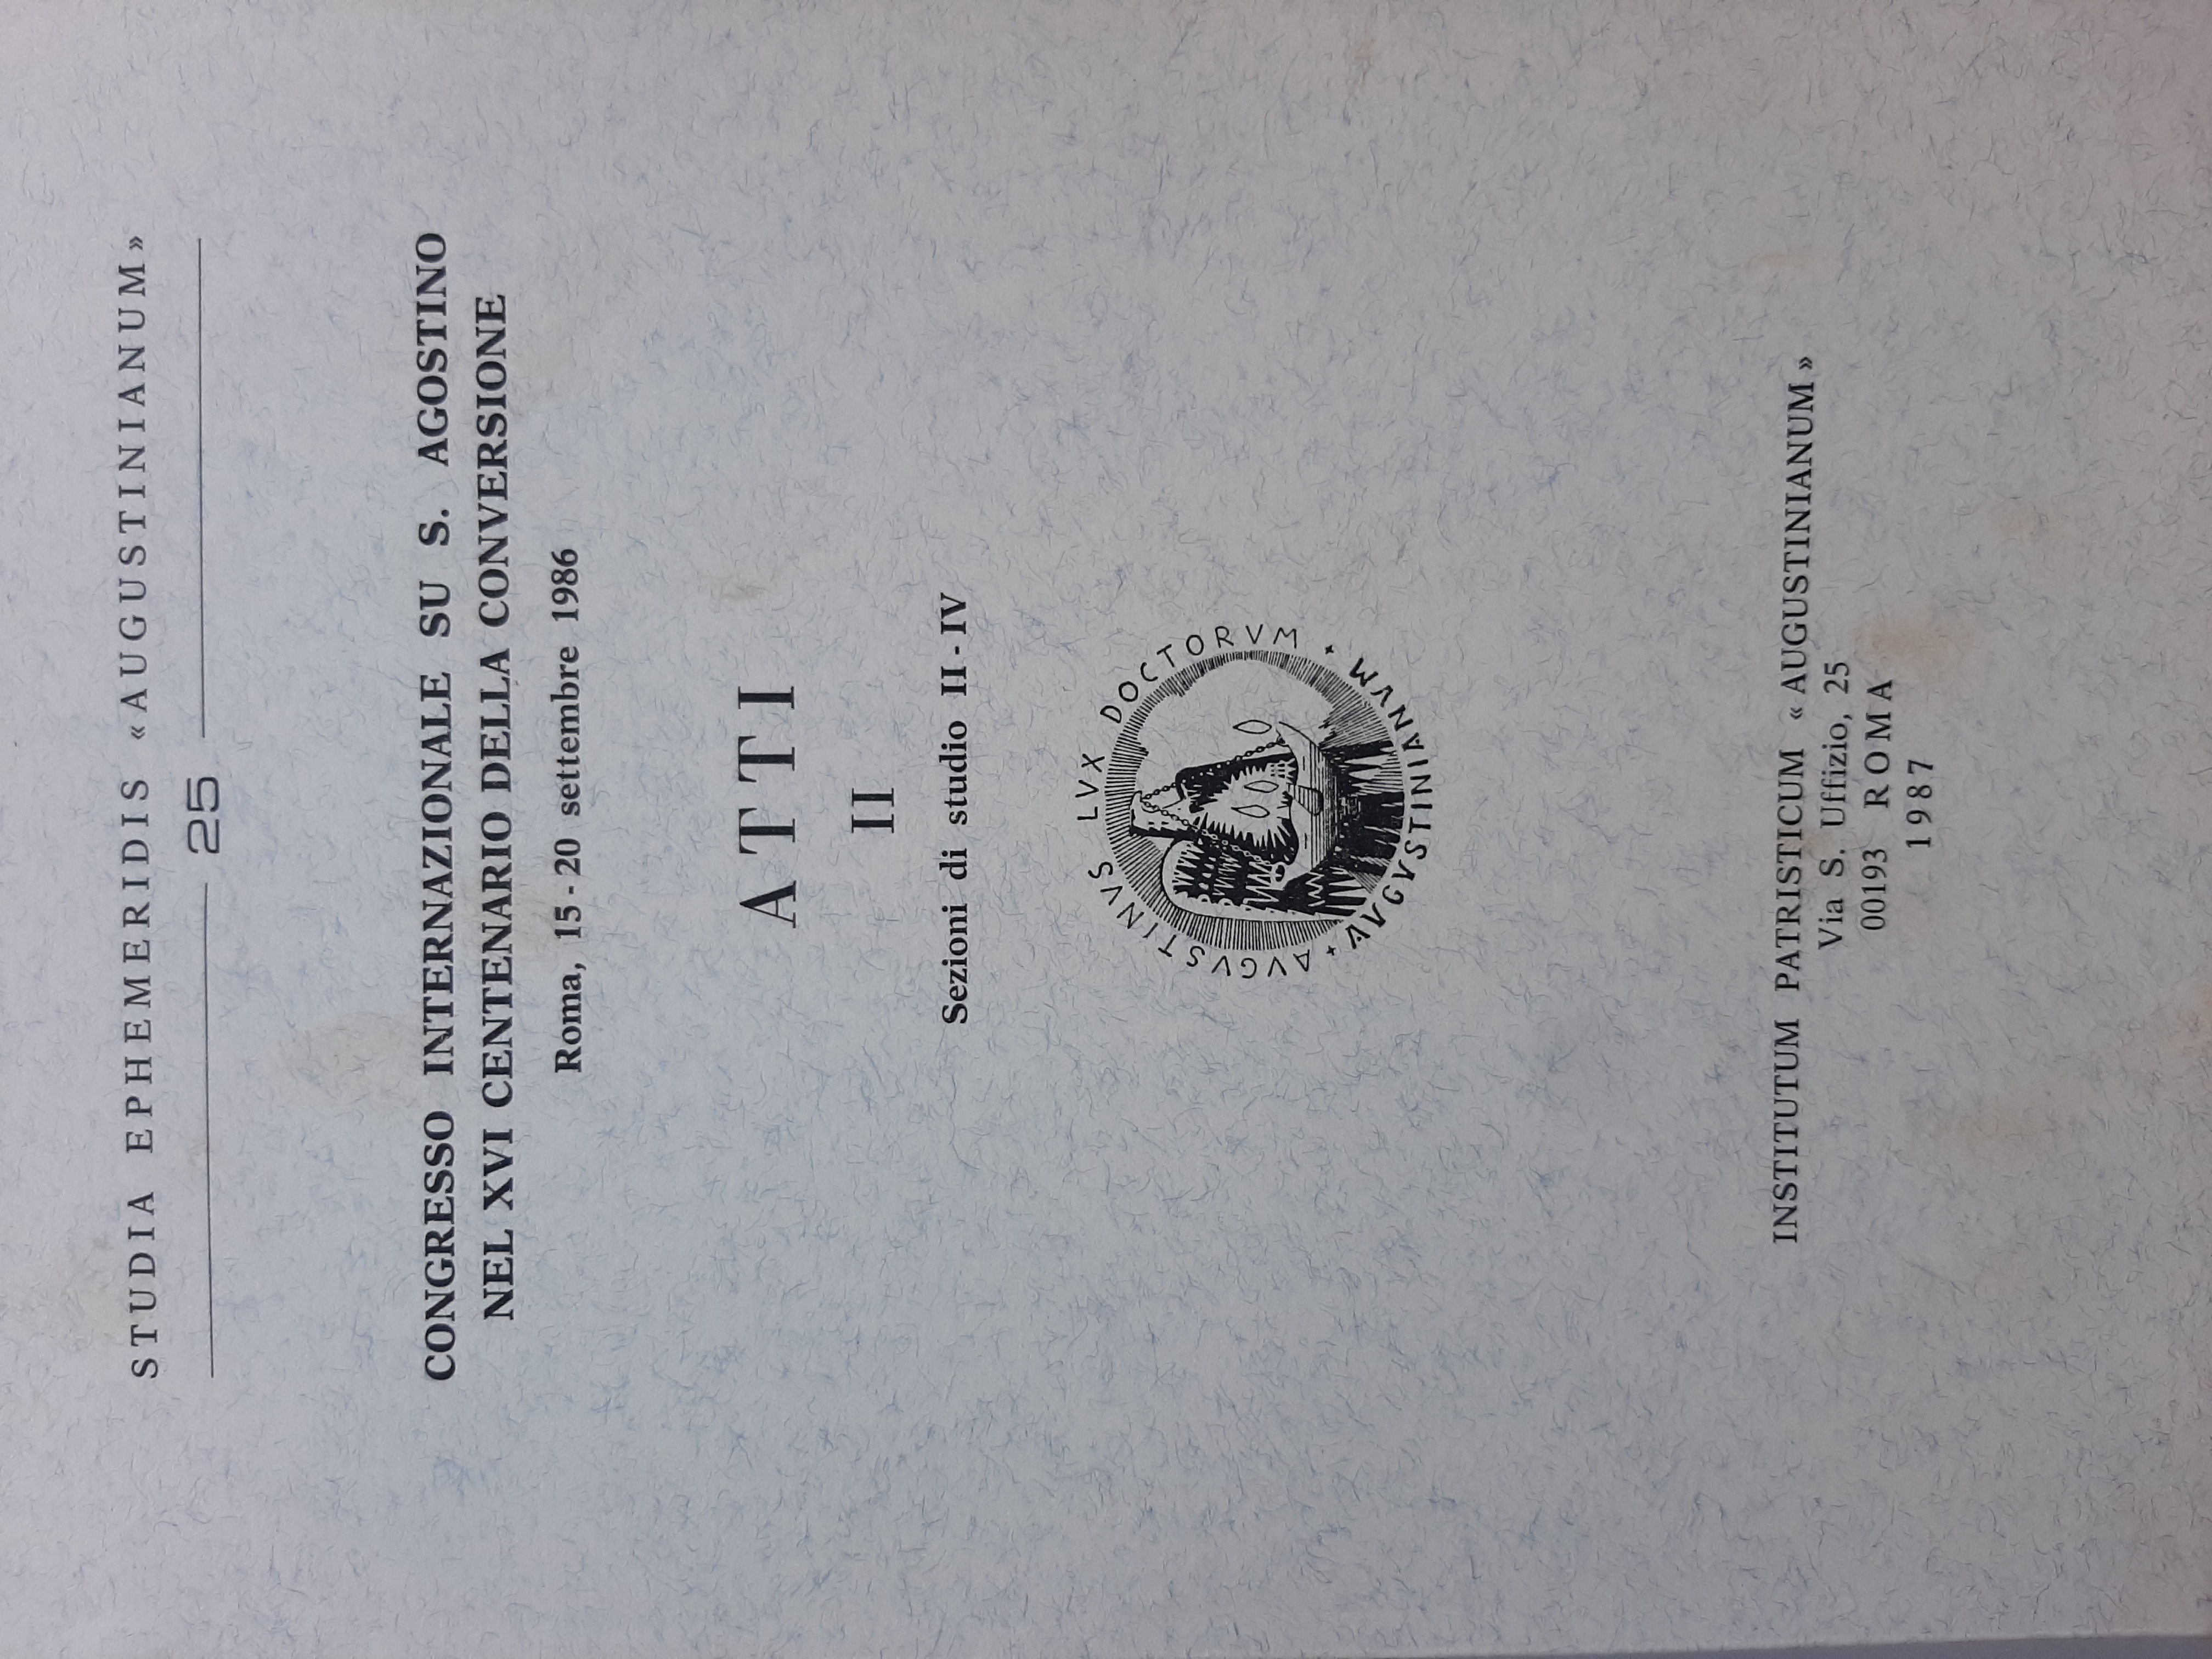 STUDIA EPHEMERIDIS «AUGUSTINIANUM»
25
CONGRESSO INTERNAZIONALE SU S. AGOSTINO
NEL XVI CENTENARIO DELLA CONVERSIONE
Roma, 15 - 20 settembre 1986
ATTI
II
Sezioni di studio II - IV
AVGVSTINVS LVX DOCTORVM + AVGVSTINIANVM +
INSTITUTUM PATRISTICUM « AUGUSTINIANUM »
Via S. Uffizio, 25
00193 ROMA
1987